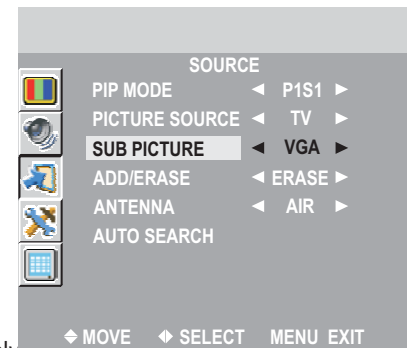 SOURCE
PIP MODE ◄ P1S1 ►
PICTURE SOURCE ◄ TV ►
SUB PICTURE ◄ VGA ►
ADD/ERASE ◄ ERASE ►
ANTENNA ◄ AIR ►
AUTO SEARCH
MOVE SELECT MENU EXIT